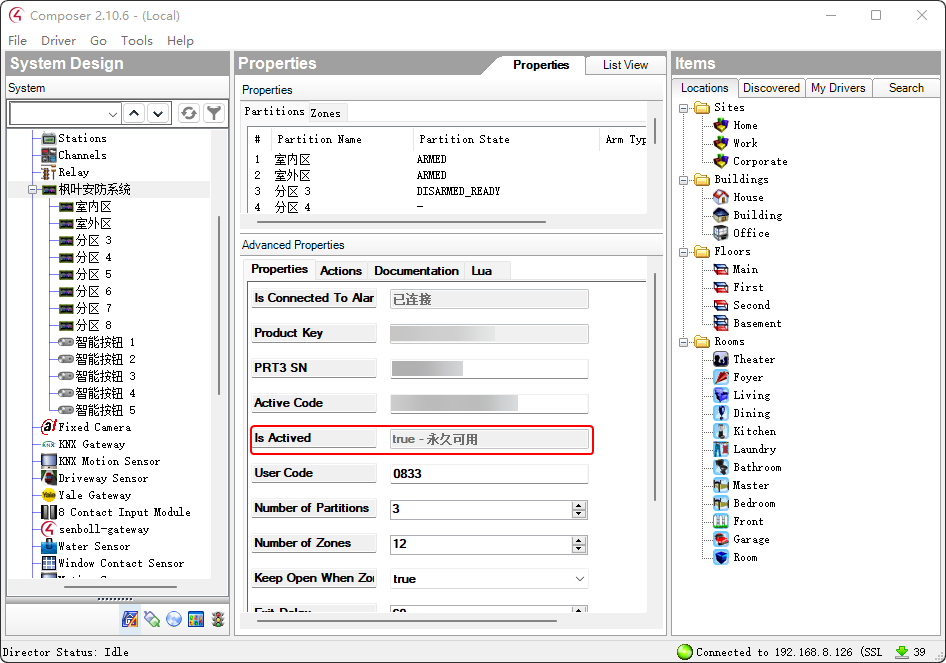 Composer 2.10.6 - (Local)
File Driver Go Tools Help
System Design
System
Stations
Channels
Relay
枫叶安防系统
室内区
室外区
分区 3
分区 4
分区 5
分区 6
分区 7
分区 8
智能按钮 1
智能按钮 2
智能按钮 3
智能按钮 4
智能按钮 5
Fixed Camera
KNX Gateway
KNX Motion Sensor
Driveway Sensor
Yale Gateway
8 Contact Input Module
senboll-gateway
Water Sensor
Window Contact Sensor
Properties
Properties List View
Properties
Partitions Zones
# Partition Name Partition State Arm Typ
1 室内区 ARMED
2 室外区 ARMED
3 分区 3 DISARMED_READY
4 分区 4 -
Advanced Properties
Properties Actions Documentation Lua
Is Connected To Alar 已连接
Product Key
PRT3 SN
Active Code
Is Actived true - 永久可用
User Code 0833
Number of Partitions 3
Number of Zones 12
Keep Open When Zon true
Items
Locations Discovered My Drivers Search
Sites
Home
Work
Corporate
Buildings
House
Building
Office
Floors
Main
First
Second
Basement
Rooms
Theater
Foyer
Living
Dining
Kitchen
Laundry
Bathroom
Master
Bedroom
Front
Garage
Room
Director Status: Idle
Connected to 192.168.8.126 (SSL 39